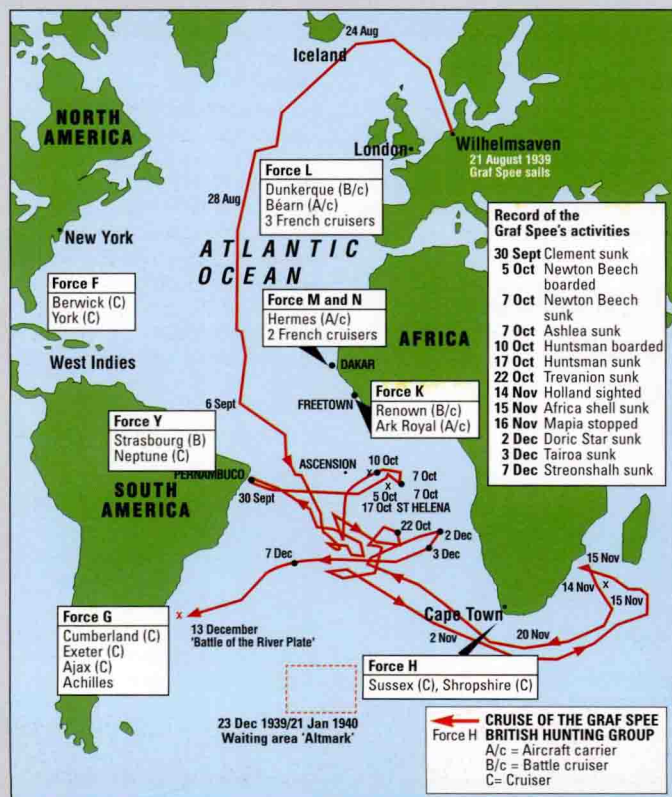 24 Aug
Iceland
NORTH
AMERICA
London
Wilhelmsaven
21 August 1939
Graf Spee sails
Force L
Dunkerque (B/c)
Béarn (A/c)
3 French cruisers
28 Aug
New York
ATLANTIC
OCEAN
Record of the
Graf Spee's activities
30 Sept Clement sunk
5 Oct Newton Beech
boarded
7 Oct Newton Beech
sunk
7 Oct Ashlea sunk
10 Oct Huntsman boarded
17 Oct Huntsman sunk
22 Oct Trevanion sunk
14 Nov Holland sighted
15 Nov Africa shell sunk
16 Nov Mapia stopped
2 Dec Doric Star sunk
3 Dec Tairoa sunk
7 Dec Streonshalh sunk
Force F
Berwick (C)
York (C)
Force M and N
Hermes (A/c)
2 French cruisers
AFRICA
West Indies
DAKAR
FREETOWN
Force K
Renown (B/c)
Ark Royal (A/c)
6 Sept
Force Y
Strasbourg (B)
Neptune (C)
PERNAMBUCO
30 Sept
ASCENSION
10 Oct
x
7 Oct
5 Oct
x
7 Oct
17 Oct
ST HELENA
SOUTH
AMERICA
22 Oct
2 Dec
3 Dec
7 Dec
15 Nov
14 Nov
x
15 Nov
Force G
Cumberland (C)
Exeter (C)
Ajax (C)
Achilles
x
13 December
'Battle of the River Plate'
Cape Town
2 Nov
20 Nov
Force H
Sussex (C), Shropshire (C)
23 Dec 1939/21 Jan 1940
Waiting area 'Altmark'
CRUISE OF THE GRAF SPEE
Force H BRITISH HUNTING GROUP
A/c = Aircraft carrier
B/c = Battle cruiser
C= Cruiser